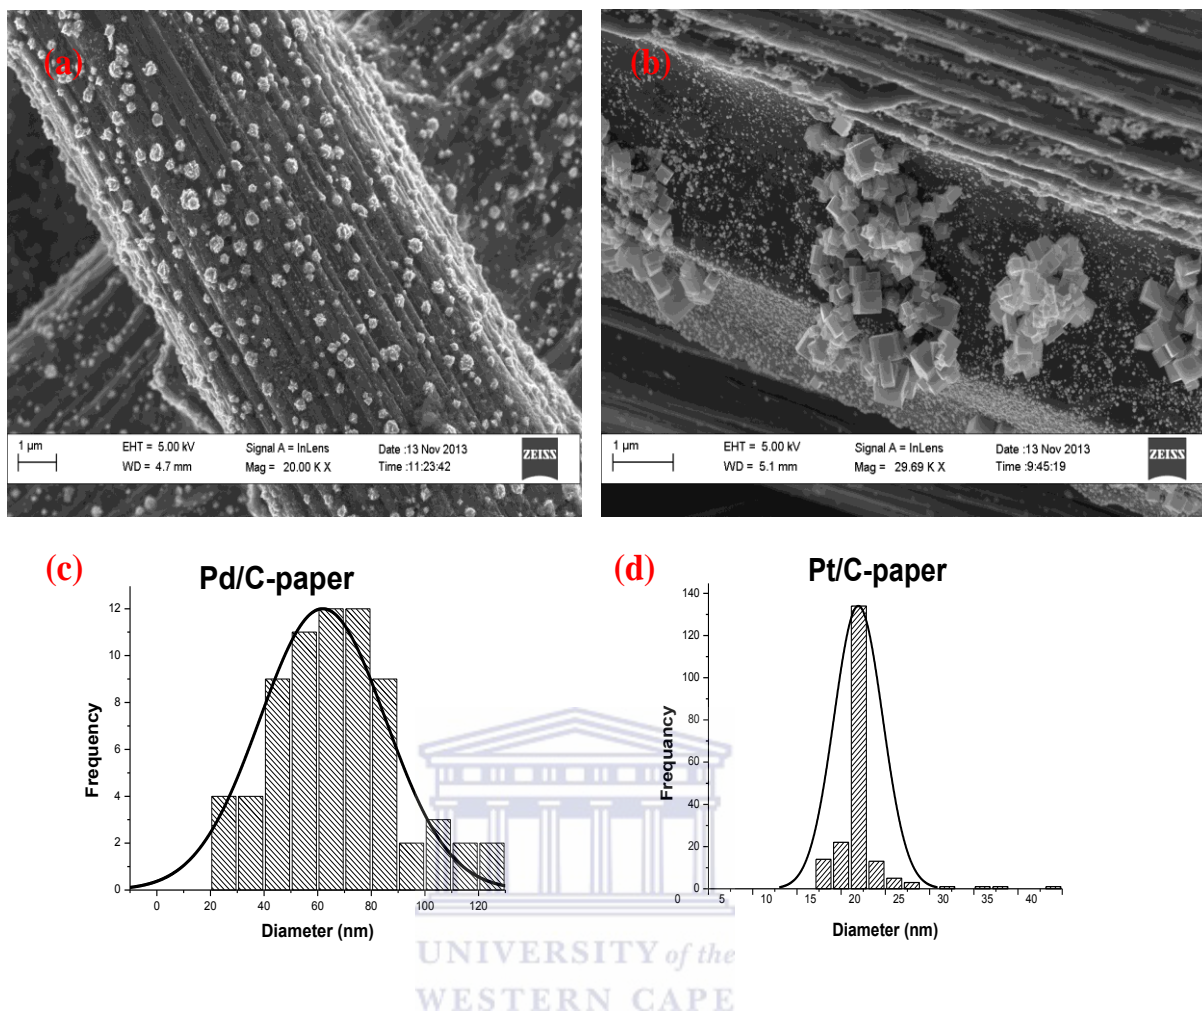 (a)
(b)
1 µm
EHT = 5.00 kV
WD = 4.7 mm
Signal A = InLens
Mag = 20.00 K X
Date :13 Nov 2013
Time :11:23:42
ZEISS
1 µm
EHT = 5.00 kV
WD = 5.1 mm
Signal A = InLens
Mag = 29.69 K X
Date :13 Nov 2013
Time :9:45:19
ZEISS
(c)
Pd/C-paper
12
10
8
6
4
2
0
Frequency
0 20 40 60 80 100 120
Diameter (nm)
(d)
Pt/C-paper
140
120
100
80
60
40
20
0
Frequancy
0 5 10 15 20 25 30 35 40
Diameter (nm)
UNIVERSITY of the
WESTERN CAPE